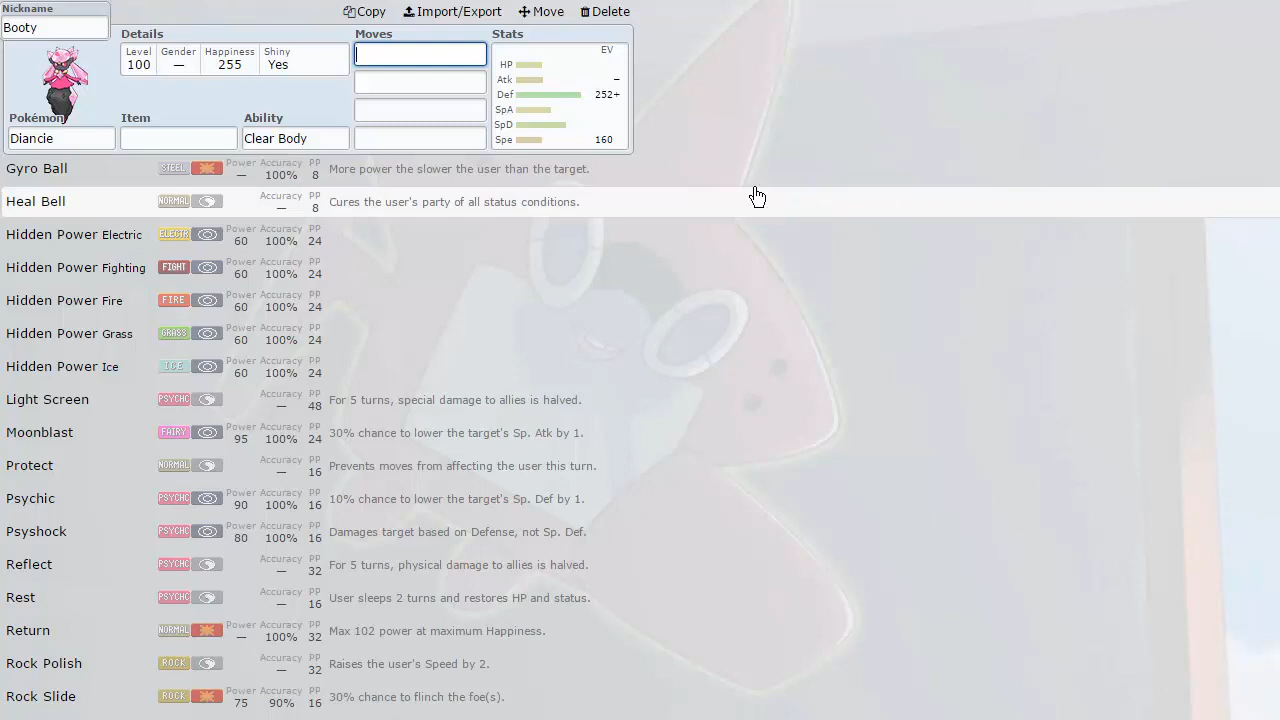 Nickname
Booty
Copy Import/Export Move Delete
Details
Moves
Stats
Level Gender Happiness Shiny
100 — 255 Yes
EV
HP
Atk –
Def 252+
SpA
SpD
Spe 160
Pokémon Item Ability
Diancie Clear Body
Gyro Ball STEEL Power — Accuracy 100% PP 8 More power the slower the user than the target.
Heal Bell NORMAL Accuracy — PP 8 Cures the user's party of all status conditions.
Hidden Power Electric ELECTR Power 60 Accuracy 100% PP 24
Hidden Power Fighting FIGHT Power 60 Accuracy 100% PP 24
Hidden Power Fire FIRE Power 60 Accuracy 100% PP 24
Hidden Power Grass GRASS Power 60 Accuracy 100% PP 24
Hidden Power Ice ICE Power 60 Accuracy 100% PP 24
Light Screen PSYCHC Accuracy — PP 48 For 5 turns, special damage to allies is halved.
Moonblast FAIRY Power 95 Accuracy 100% PP 24 30% chance to lower the target's Sp. Atk by 1.
Protect NORMAL Accuracy — PP 16 Prevents moves from affecting the user this turn.
Psychic PSYCHC Power 90 Accuracy 100% PP 16 10% chance to lower the target's Sp. Def by 1.
Psyshock PSYCHC Power 80 Accuracy 100% PP 16 Damages target based on Defense, not Sp. Def.
Reflect PSYCHC Accuracy — PP 32 For 5 turns, physical damage to allies is halved.
Rest PSYCHC Accuracy — PP 16 User sleeps 2 turns and restores HP and status.
Return NORMAL Power — Accuracy 100% PP 32 Max 102 power at maximum Happiness.
Rock Polish ROCK Accuracy — PP 32 Raises the user's Speed by 2.
Rock Slide ROCK Power 75 Accuracy 90% PP 16 30% chance to flinch the foe(s).